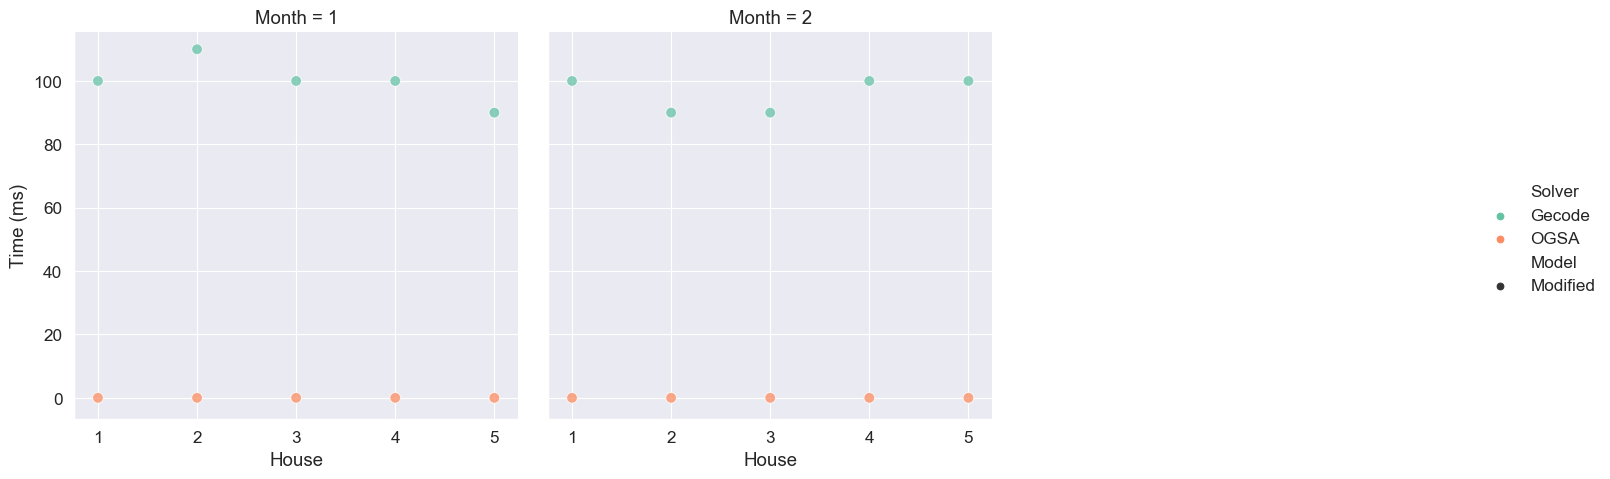 Month = 1
Month = 2
Time (ms)
100
80
60
40
20
0
1 2 3 4 5
1 2 3 4 5
House
House
Solver
Gecode
OGSA
Model
Modified